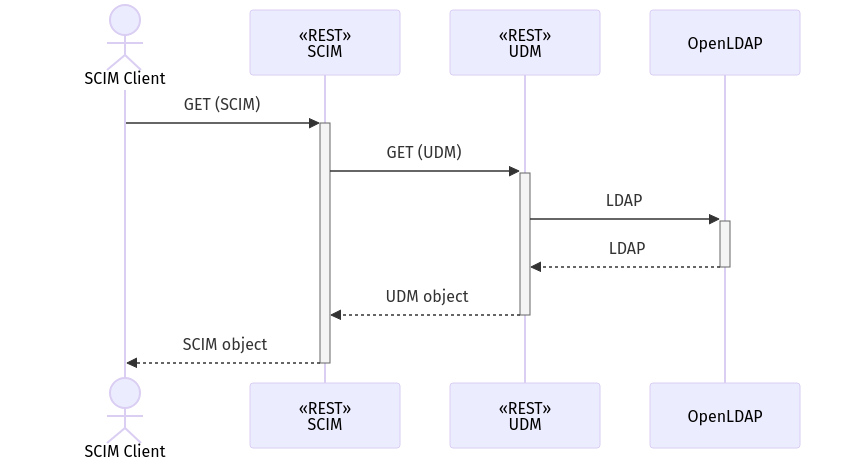 SCIM Client
«REST»
SCIM
«REST»
UDM
OpenLDAP
GET (SCIM)
GET (UDM)
LDAP
LDAP
UDM object
SCIM object
SCIM Client
«REST»
SCIM
«REST»
UDM
OpenLDAP